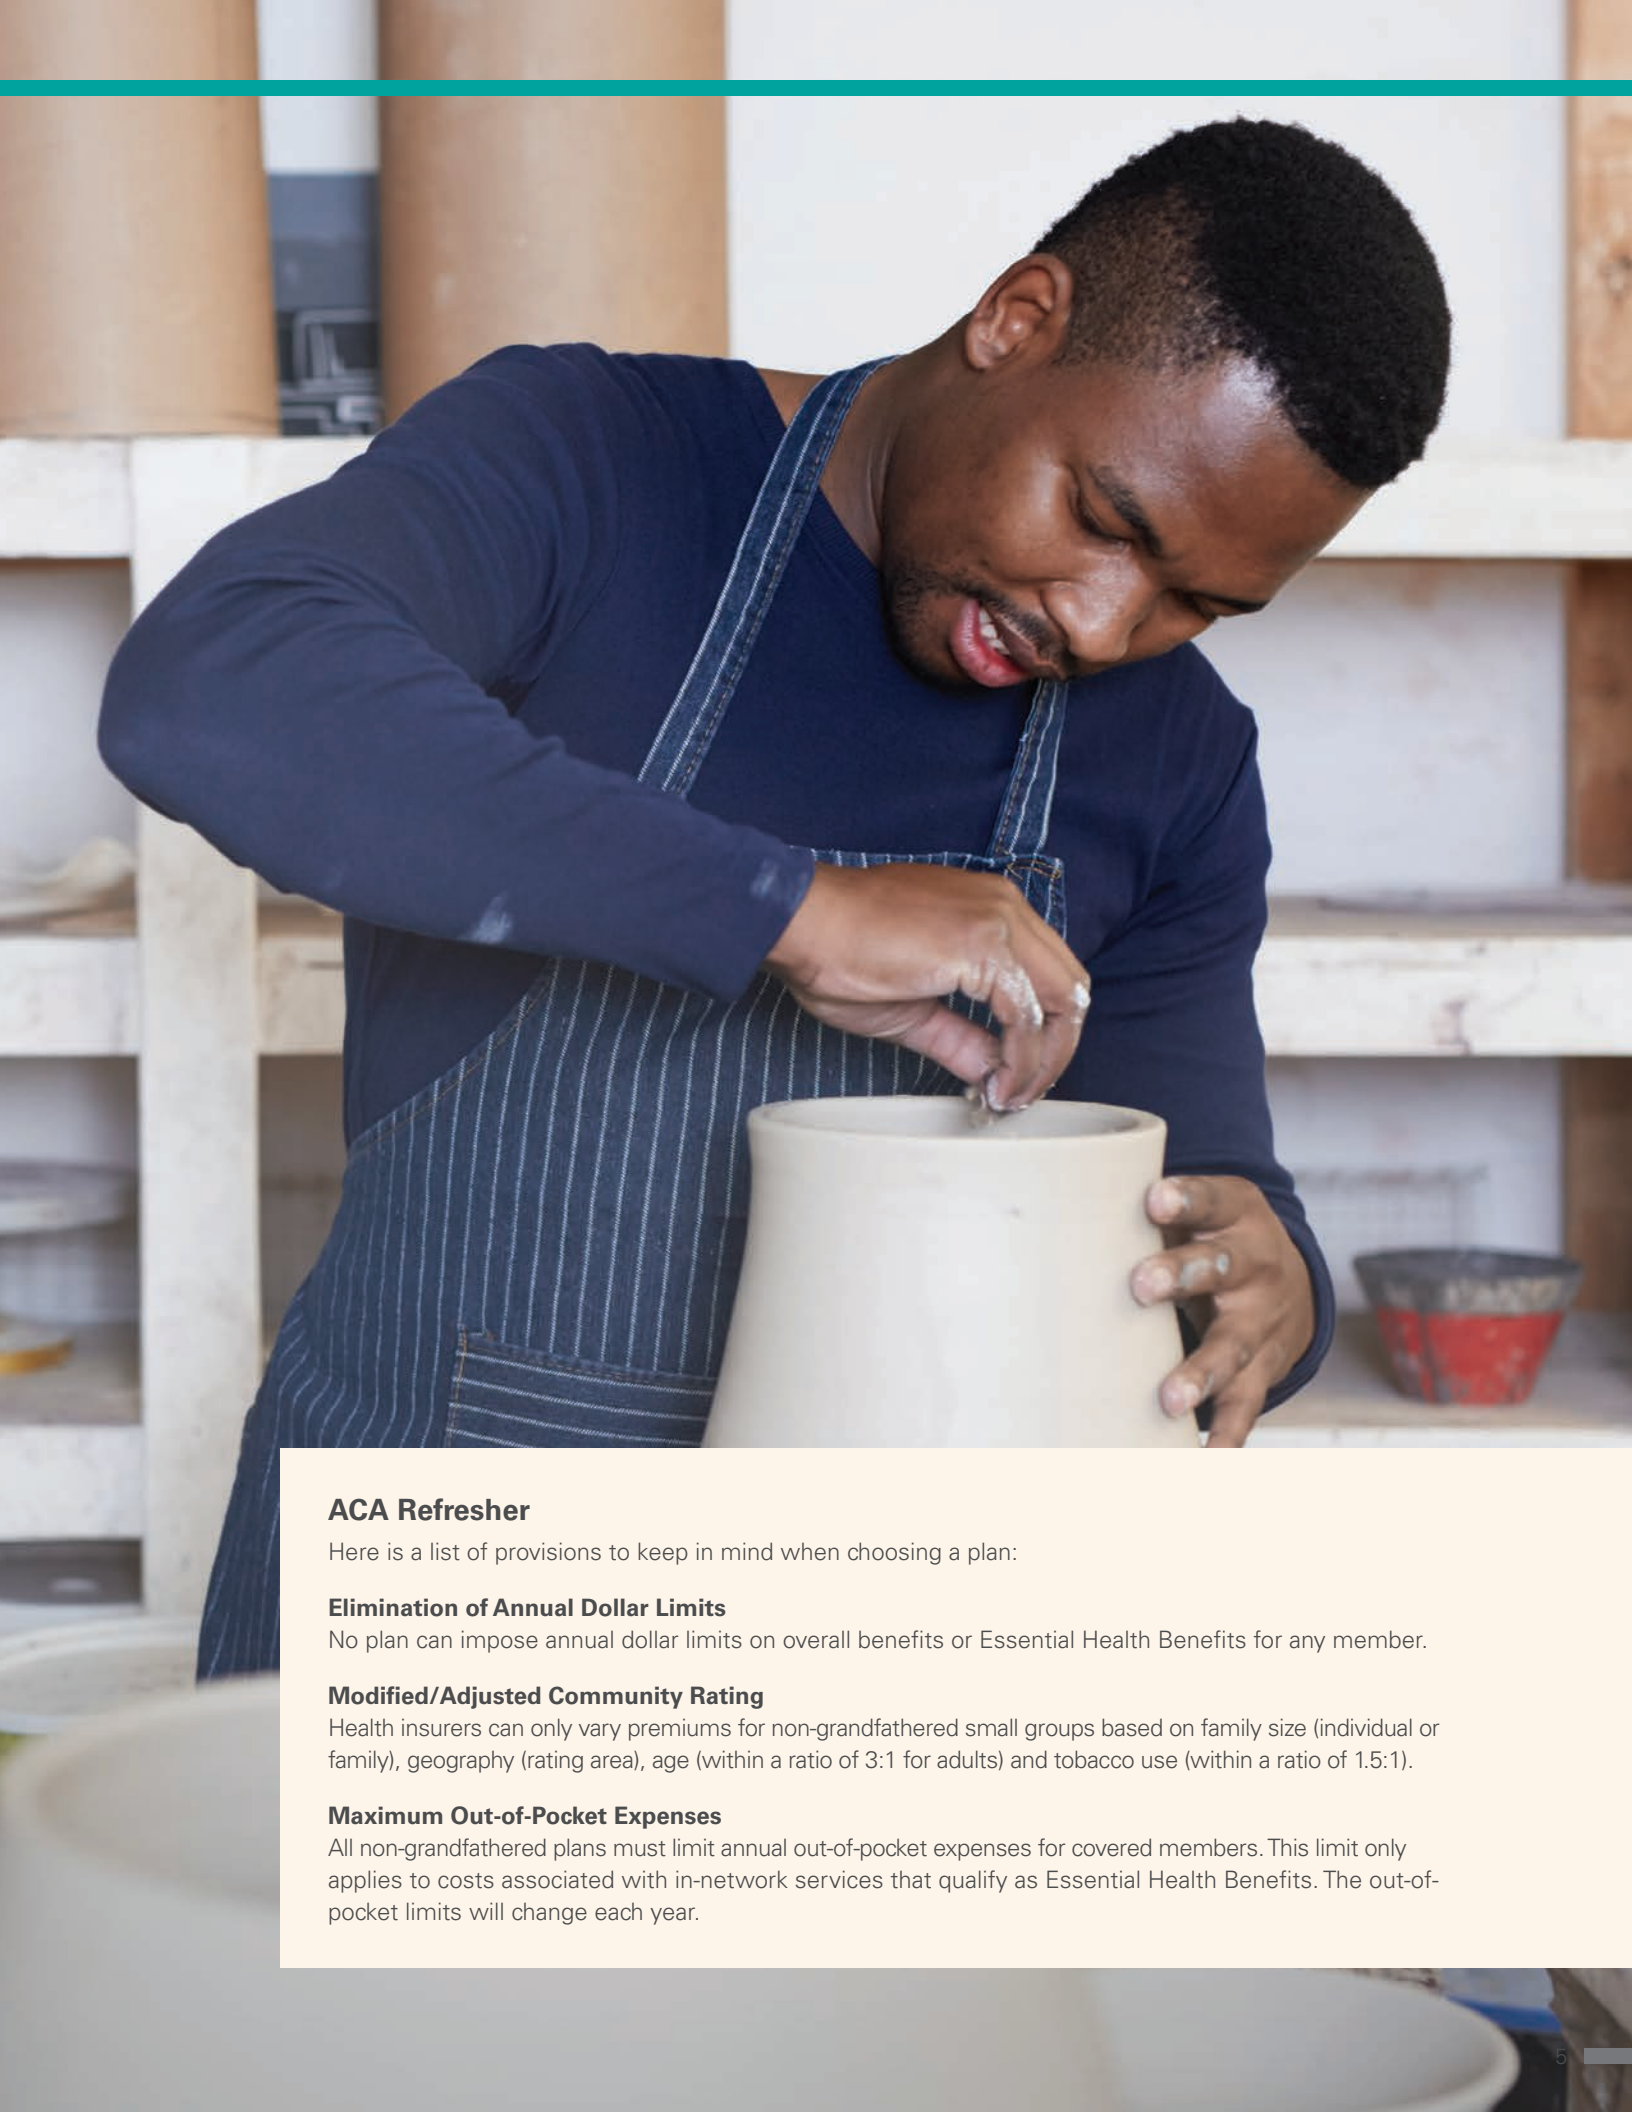 ACA Refresher
Here is a list of provisions to keep in mind when choosing a plan:
Elimination of Annual Dollar Limits
No plan can impose annual dollar limits on overall benefits or Essential Health Benefits for any member.
Modified/Adjusted Community Rating
Health insurers can only vary premiums for non-grandfathered small groups based on family size (individual or
family), geography (rating area), age (within a ratio of 3:1 for adults) and tobacco use (within a ratio of 1.5:1).
Maximum Out-of-Pocket Expenses
All non-grandfathered plans must limit annual out-of-pocket expenses for covered members. This limit only
applies to costs associated with in-network services that qualify as Essential Health Benefits. The out-of-
pocket limits will change each year.
5